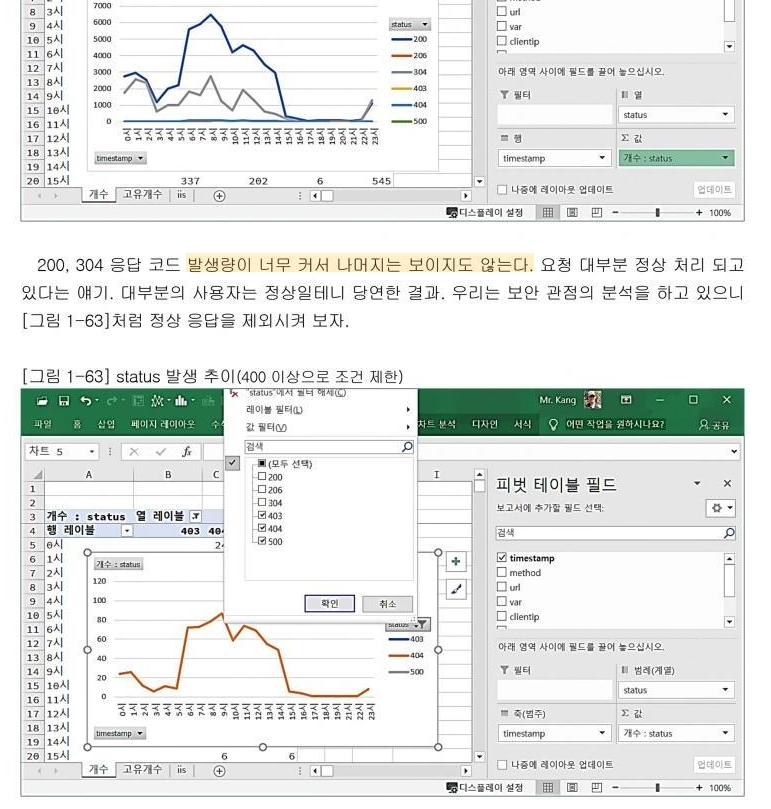 7000
6000
5000
4000
3000
2000
1000
0
status
200
206
304
403
404
500
0시 1시 2시 3시 4시 5시 6시 7시 8시 9시 10시 11시 12시 13시 14시 15시 16시 17시 18시 19시 20시 21시 22시 23시
timestamp
8 3시
9 4시
10 5시
11 6시
12 7시
13 8시
14 9시
15 10시
16 11시
17 12시
18 13시
19 14시
20 15시 337 202 6 545
개수 고유개수 iis
url
var
clientip
아래 영역 사이에 필드를 끌어 놓으십시오.
필터 열
status
행 Σ 값
timestamp 개수 : status
나중에 레이아웃 업데이트 업데이트
디스플레이 설정 100%
200, 304 응답 코드 발생량이 너무 커서 나머지는 보이지도 않는다. 요청 대부분 정상 처리 되고
있다는 얘기. 대부분의 사용자는 정상일테니 당연한 결과. 우리는 보안 관점의 분석을 하고 있으니
[그림 1-63]처럼 정상 응답을 제외시켜 보자.
[그림 1-63] status 발생 추이(400 이상으로 조건 제한)
Mr. Kang
파일 홈 삽입 페이지 레이아웃 차트 분석 디자인 서식 어떤 작업을 원하시나요? 공유
"status"에서 필터 해제(C)
레이블 필터(L)
값 필터(V)
검색
(모두 선택)
200
206
304
403
404
500
확인 취소
차트 5 fx
A B C I
1
2
3 개수 : status 열 레이블
4 행 레이블 403
5 0시
6 1시
7 2시
8 3시
9 4시
10 5시
11 6시
12 7시
13 8시
14 9시
15 10시
16 11시
17 12시
18 13시
19 14시
20 15시 6 6
개수 : status
120
100
80
60
40
20
0
status
403
404
500
0시 1시 2시 3시 4시 5시 6시 7시 8시 9시 10시 11시 12시 13시 14시 15시 16시 17시 18시 19시 20시 21시 22시 23시
timestamp
개수 고유개수 iis
피벗 테이블 필드
보고서에 추가할 필드 선택:
검색
timestamp
method
url
var
clientip
아래 영역 사이에 필드를 끌어 놓으십시오.
필터 범례(계열)
status
축(범주) Σ 값
timestamp 개수 : status
나중에 레이아웃 업데이트 업데이트
디스플레이 설정 100%